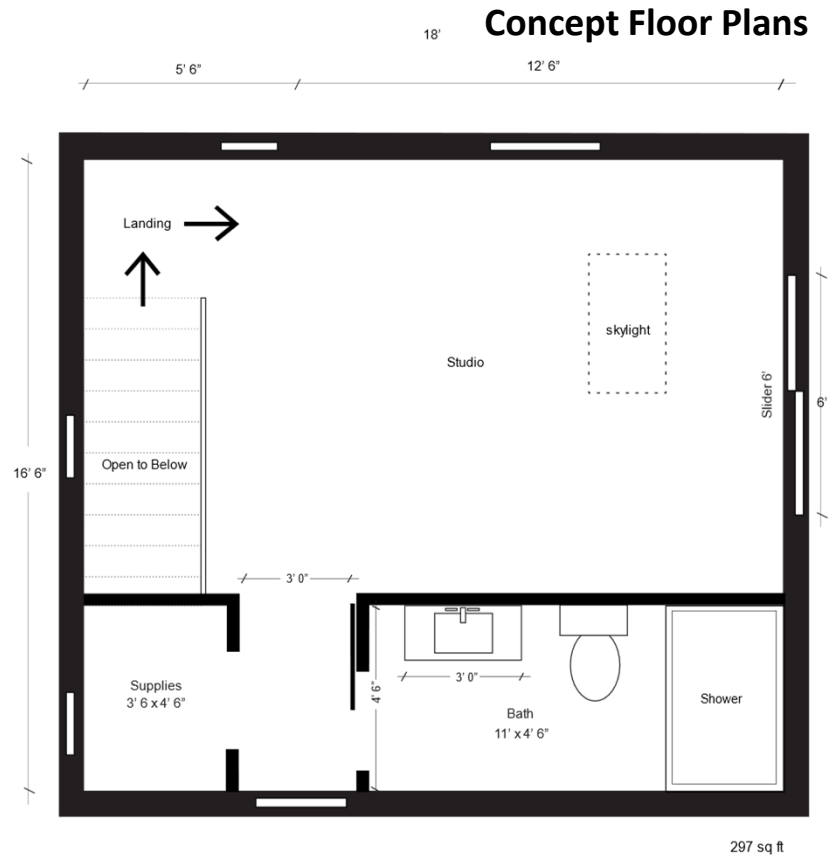 Concept Floor Plans
18’
5’ 6”
12’ 6”
Landing
skylight
Studio
Slider 6’
6’
Open to Below
16’ 6”
3’ 0”
Supplies
3’ 6 x 4’ 6”
4’ 6”
3’ 0”
Bath
11’ x 4’ 6”
Shower
297 sq ft